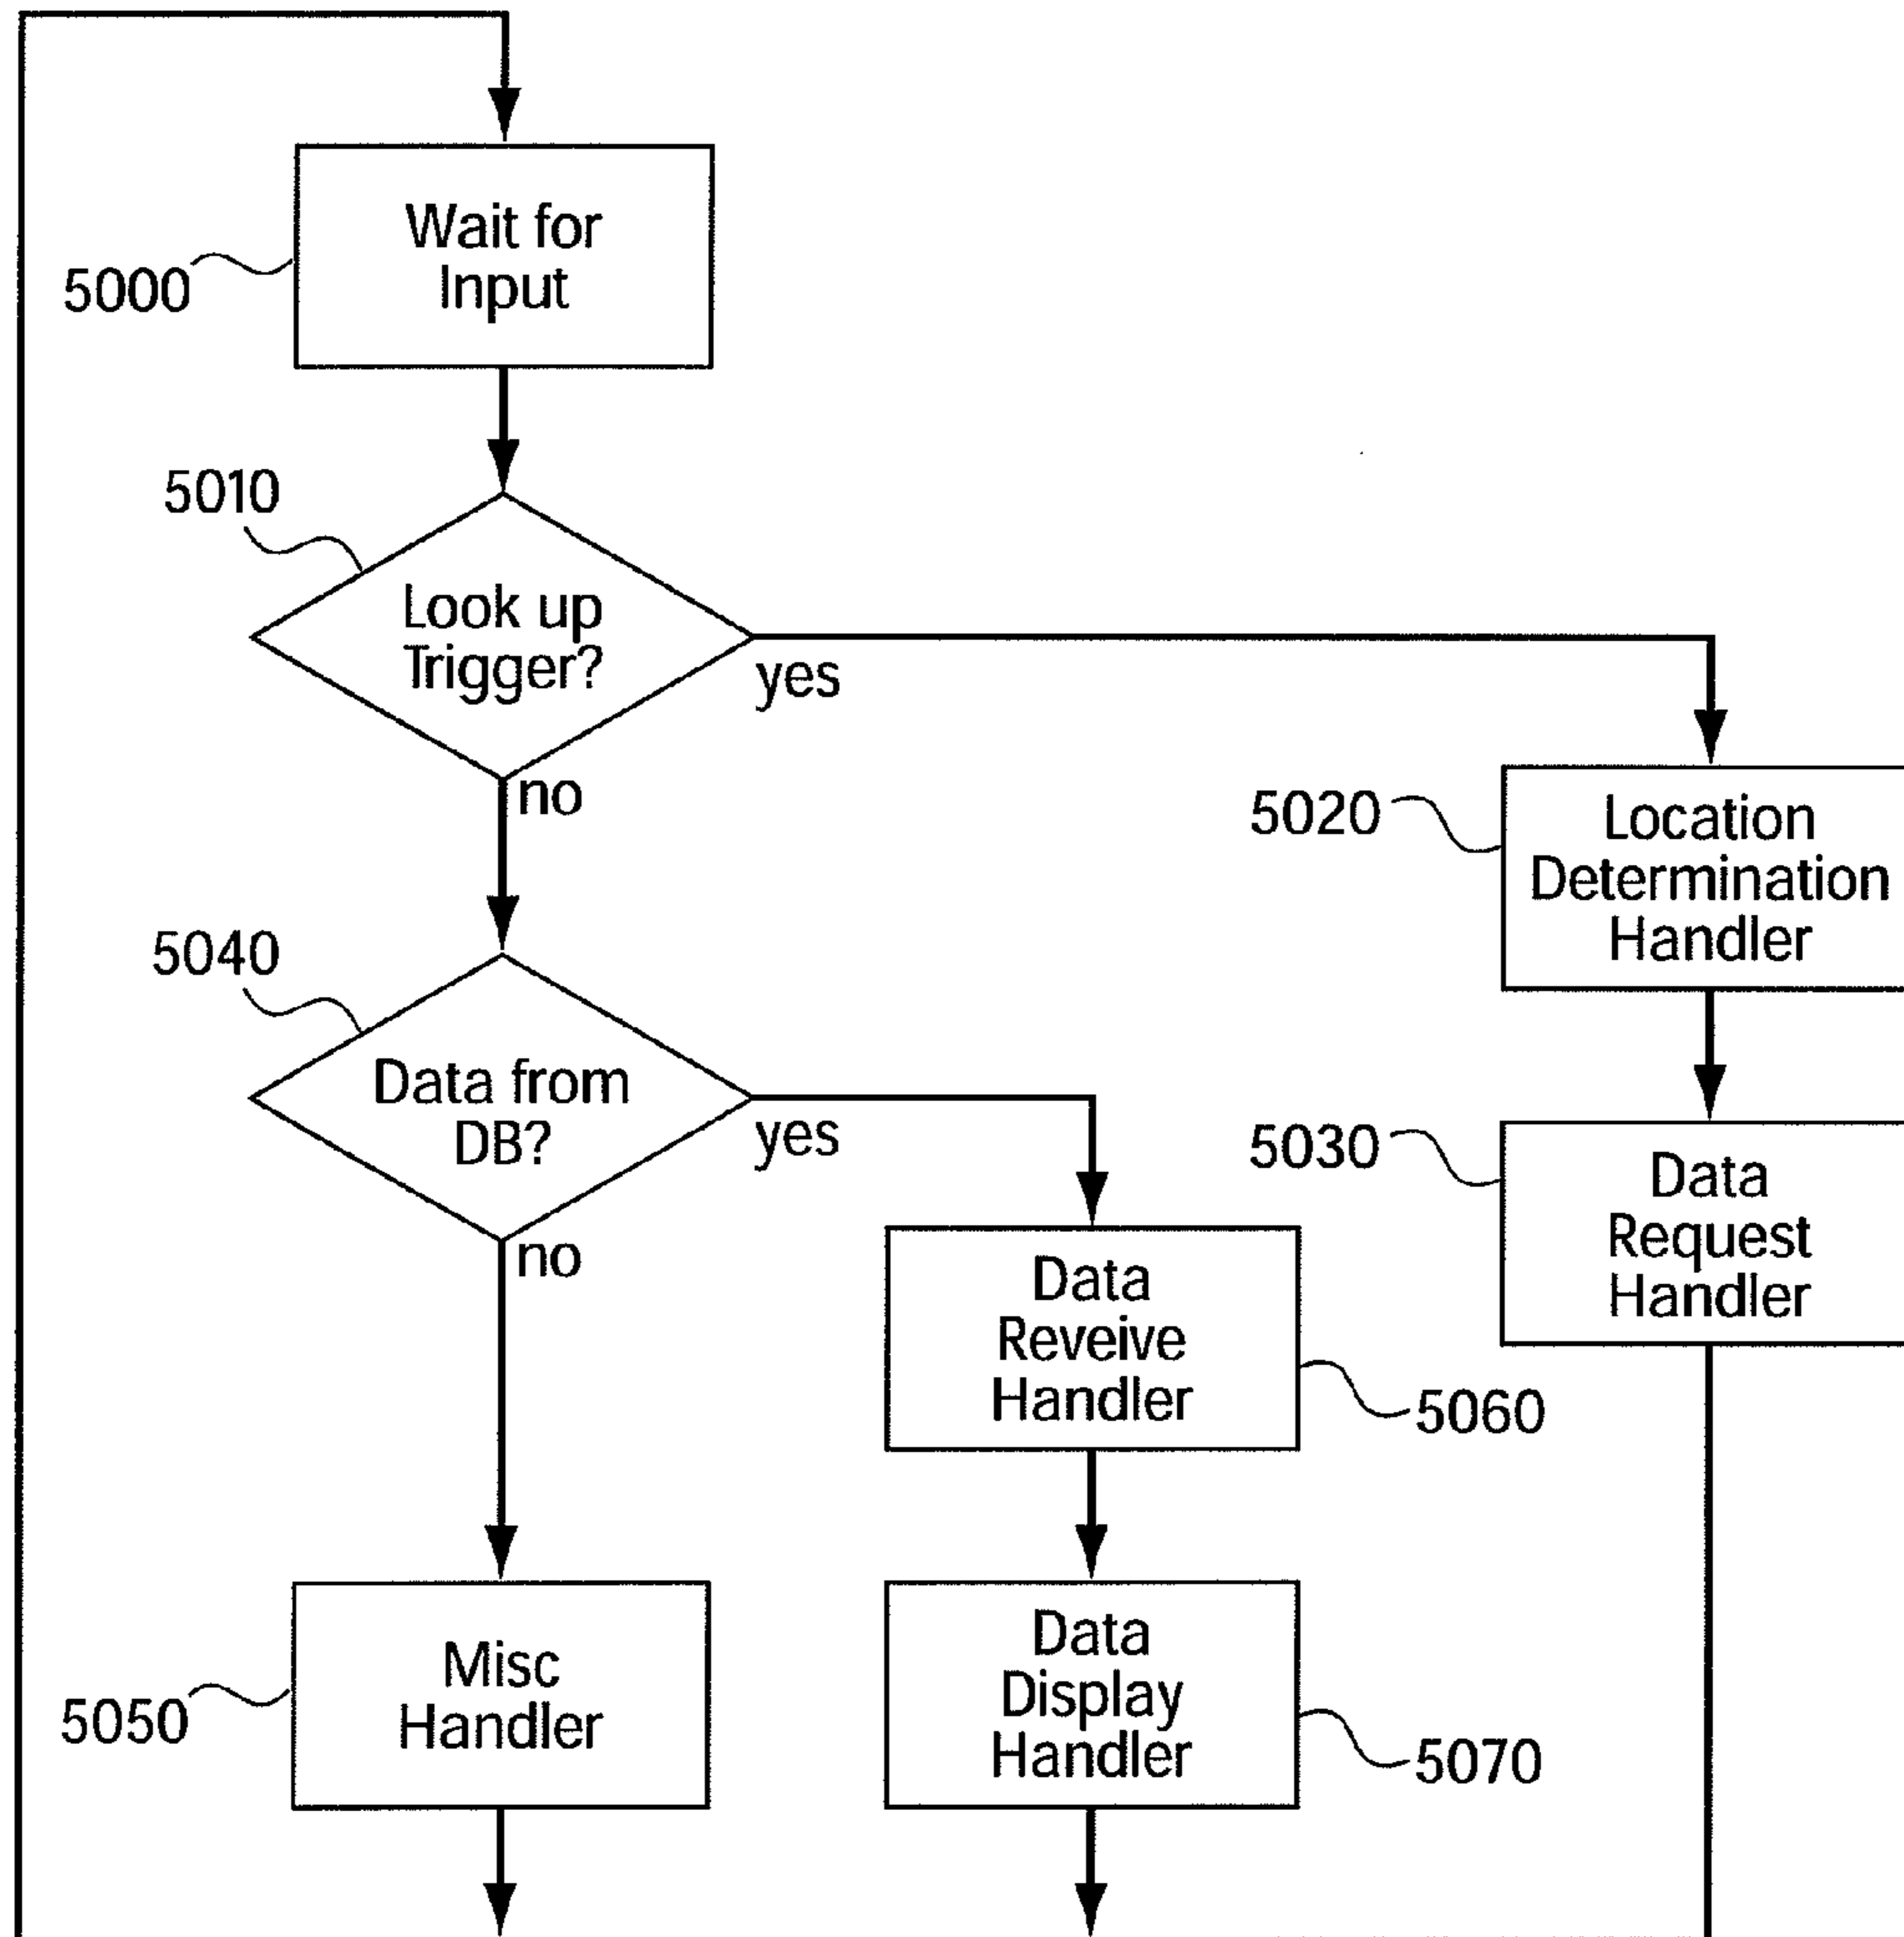 Wait for
Input
5000
5010
Look up
Trigger?
yes
no
5020
Location
Determination
Handler
5040
Data from
DB?
yes
no
5030
Data
Request
Handler
Data
Reveive
Handler
5060
Misc
Handler
5050
Data
Display
Handler
5070